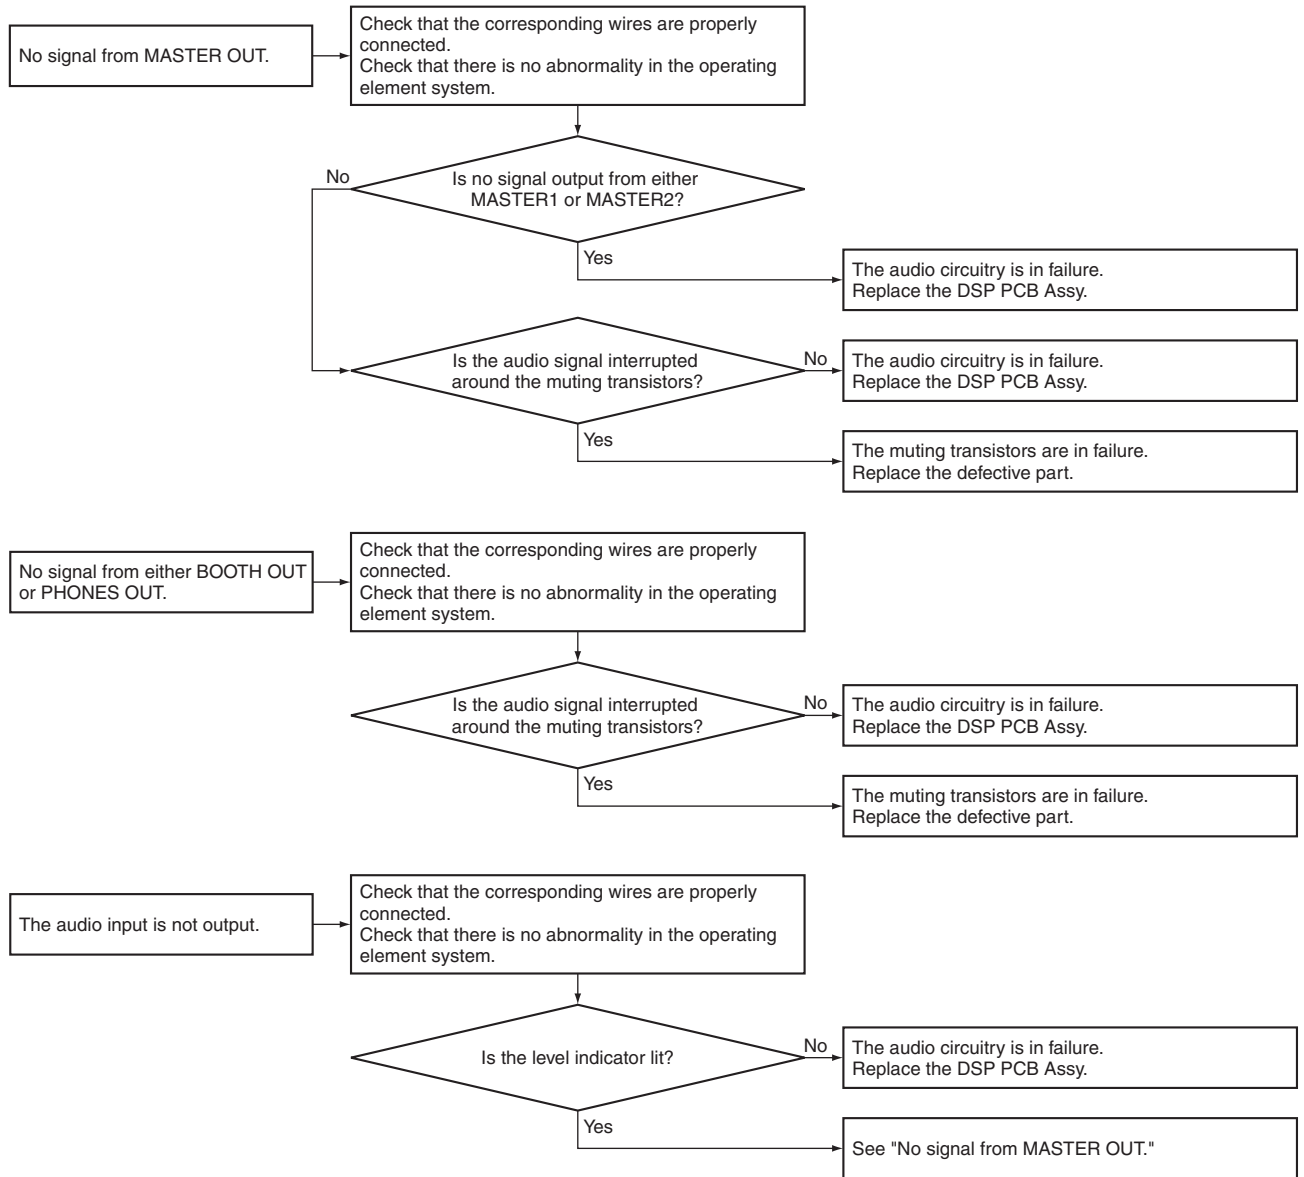 No signal from MASTER OUT.
Check that the corresponding wires are properly
connected.
Check that there is no abnormality in the operating
element system.
Is no signal output from either
MASTER1 or MASTER2?
No
Yes
The audio circuitry is in failure.
Replace the DSP PCB Assy.
Is the audio signal interrupted
around the muting transistors?
No
The audio circuitry is in failure.
Replace the DSP PCB Assy.
Yes
The muting transistors are in failure.
Replace the defective part.
No signal from either BOOTH OUT
or PHONES OUT.
Check that the corresponding wires are properly
connected.
Check that there is no abnormality in the operating
element system.
Is the audio signal interrupted
around the muting transistors?
No
The audio circuitry is in failure.
Replace the DSP PCB Assy.
Yes
The muting transistors are in failure.
Replace the defective part.
The audio input is not output.
Check that the corresponding wires are properly
connected.
Check that there is no abnormality in the operating
element system.
Is the level indicator lit?
No
The audio circuitry is in failure.
Replace the DSP PCB Assy.
Yes
See "No signal from MASTER OUT."